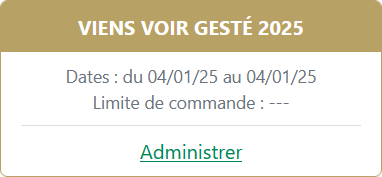 VIENS VOIR GESTÉ 2025
Dates : du 04/01/25 au 04/01/25
Limite de commande : ---
Administrer